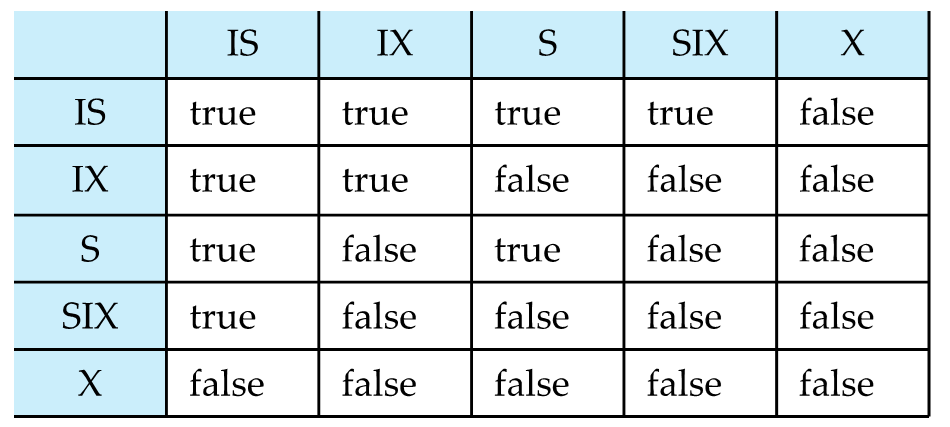 IS IX S SIX X
IS true true true true false
IX true true false false false
S true false true false false
SIX true false false false false
X false false false false false